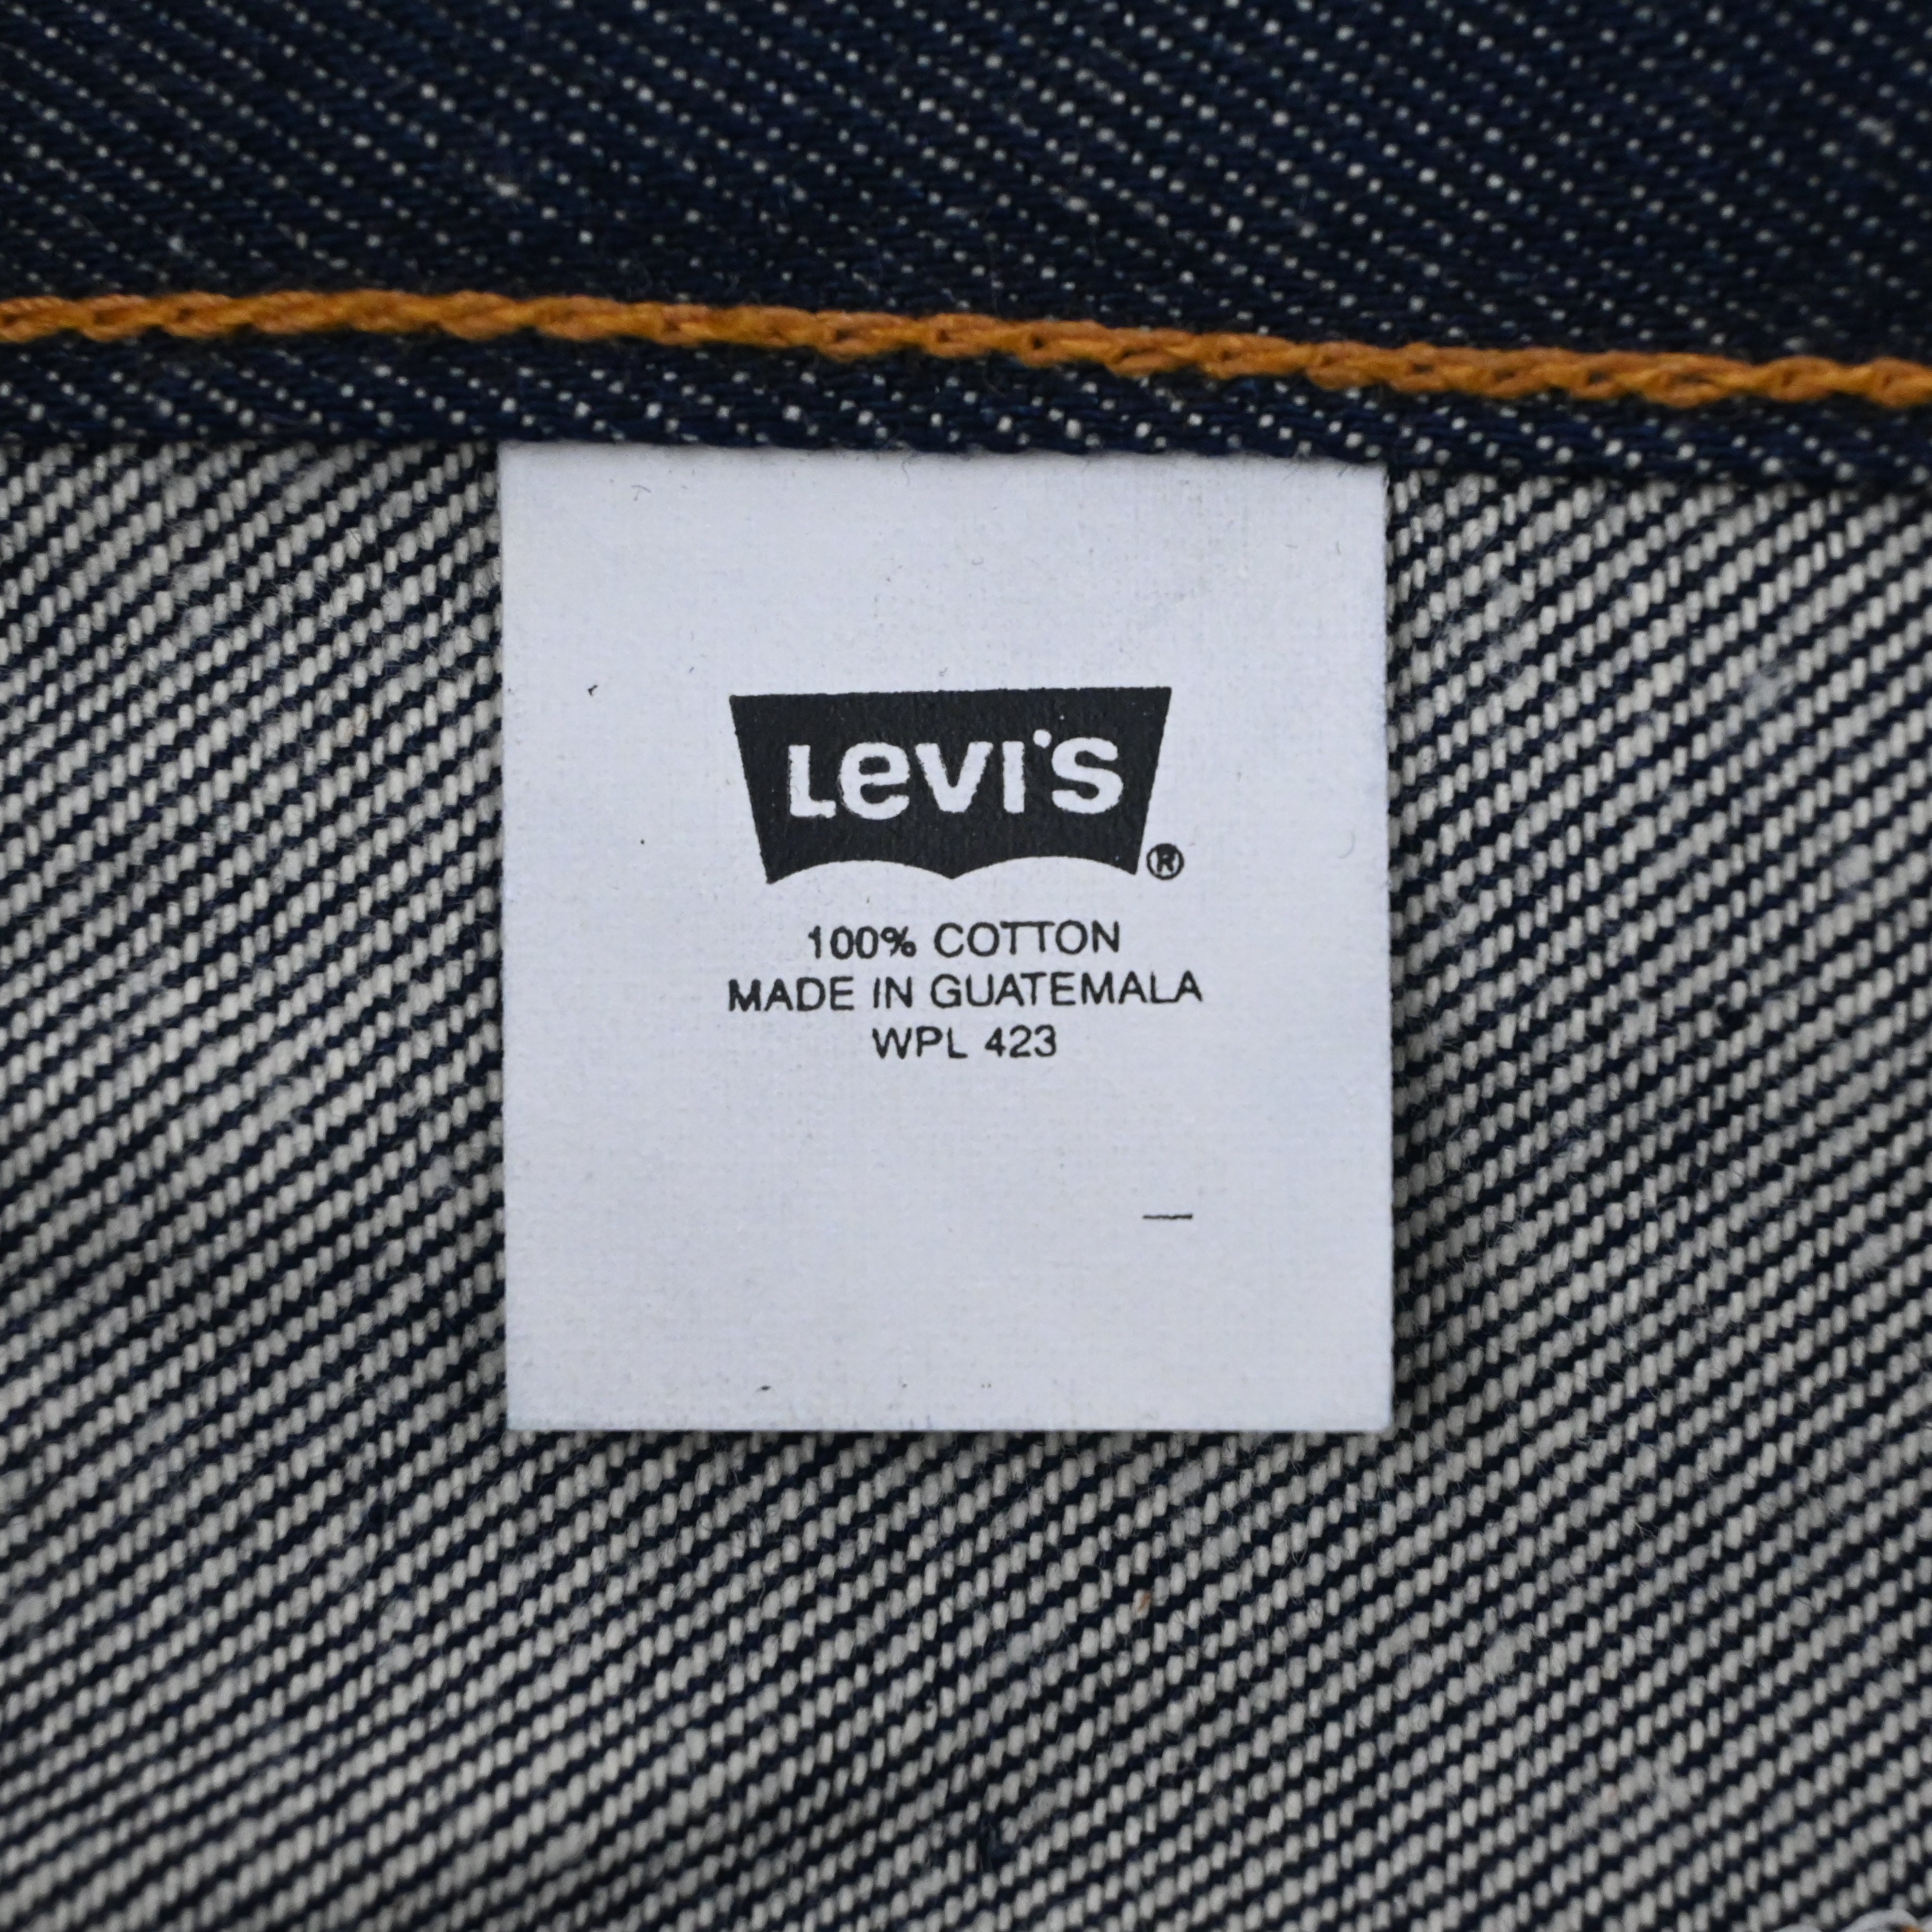 LEVI'S ®
100% COTTON
MADE IN GUATEMALA
WPL 423